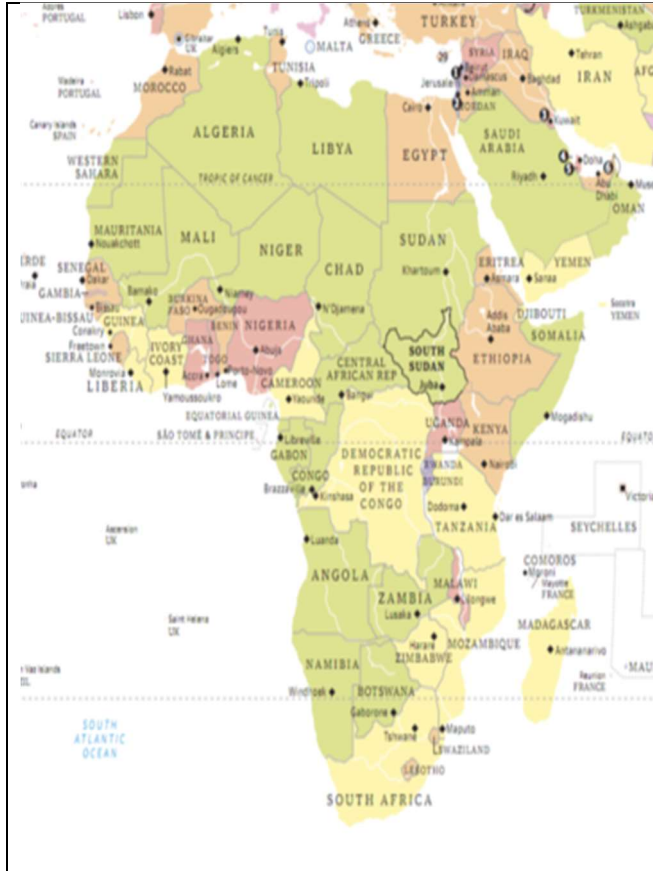 PORTUGAL
Lisbon
Gibraltar
UK
Algiers
Tunis
MALTA
Athens
GREECE
TURKEY
TURKMENISTAN
Ashgabat
Tehran
SYRIA
IRAQ
IRAN
Beirut
Damascus
Baghdad
Jerusalem
Amman
JORDAN
Madeira
PORTUGAL
Rabat
MOROCCO
TUNISIA
Tripoli
Cairo
Kuwait
Canary Islands
SPAIN
ALGERIA
LIBYA
EGYPT
SAUDI
ARABIA
Doha
Riyadh
Abu
Dhabi
OMAN
WESTERN
SAHARA
TROPIC OF CANCER
MAURITANIA
Nouakchott
MALI
NIGER
CHAD
SUDAN
Khartoum
ERITREA
Asmara
YEMEN
Sanaa
Socotra
YEMEN
SENEGAL
Dakar
GAMBIA
Bamako
BURKINA
FASO
Niamey
Ougadougou
N'Djamena
Bissau
GUINEA
BENIN
NIGERIA
Abuja
Addis
Ababa
DJIBOUTI
SOMALIA
ETHIOPIA
Conakry
Freetown
SIERRA LEONE
IVORY
COAST
GHANA
TOGO
Porto-Novo
Accra
Lome
Monrovia
LIBERIA
Yamoussoukro
CENTRAL
AFRICAN REP
SOUTH
SUDAN
Juba
CAMEROON
Yaounde
Bangui
EQUATORIAL GUINEA
SÃO TOMÉ & PRINCIPE
EQUATOR
Libreville
GABON
CONGO
Brazzaville
Kinshasa
DEMOCRATIC
REPUBLIC
OF THE
CONGO
UGANDA
Kampala
KENYA
Nairobi
Mogadishu
RWANDA
BURUNDI
Dodoma
TANZANIA
Dar es Salaam
SEYCHELLES
Ascension
UK
Luanda
ANGOLA
ZAMBIA
Lusaka
MALAWI
Lilongwe
COMOROS
Moroni
Mayotte
FRANCE
Saint Helena
UK
Harare
ZIMBABWE
MOZAMBIQUE
MADAGASCAR
Antananarivo
Reunion
FRANCE
NAMIBIA
Windhoek
BOTSWANA
Gaborone
Tshwane
Maputo
SWAZILAND
LESOTHO
SOUTH AFRICA
SOUTH
ATLANTIC
OCEAN